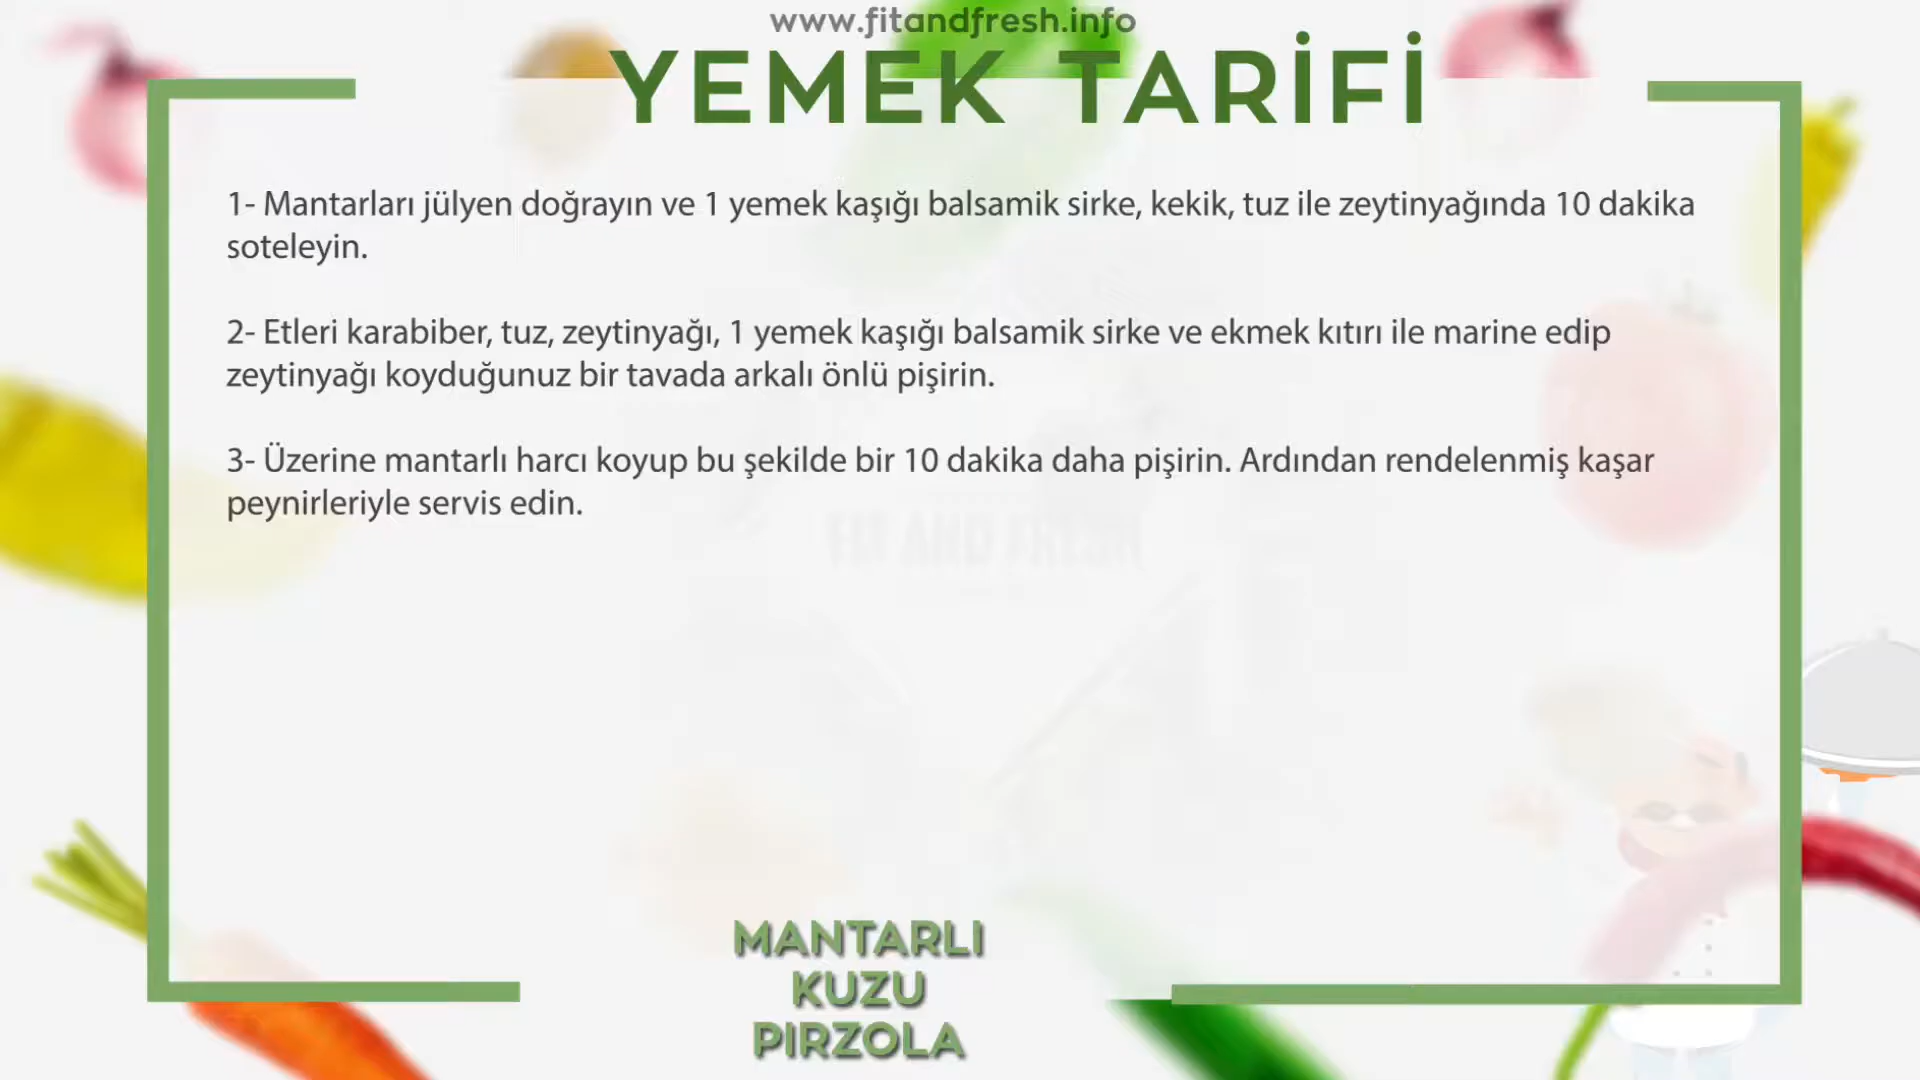 www.fitandfresh.info
YEMEK TARİFİ
1- Mantarları jülyen doğrayın ve 1 yemek kaşığı balsamik sirke, kekik, tuz ile zeytinyağında 10 dakika
soteleyin.
2- Etleri karabiber, tuz, zeytinyağı, 1 yemek kaşığı balsamik sirke ve ekmek kıtırı ile marine edip
zeytinyağı koyduğunuz bir tavada arkalı önlü pişirin.
3- Üzerine mantarlı harcı koyup bu şekilde bir 10 dakika daha pişirin. Ardından rendelenmiş kaşar
peynirleriyle servis edin.
FIT AND FRESH
MANTARLI
KUZU
PIRZOLA